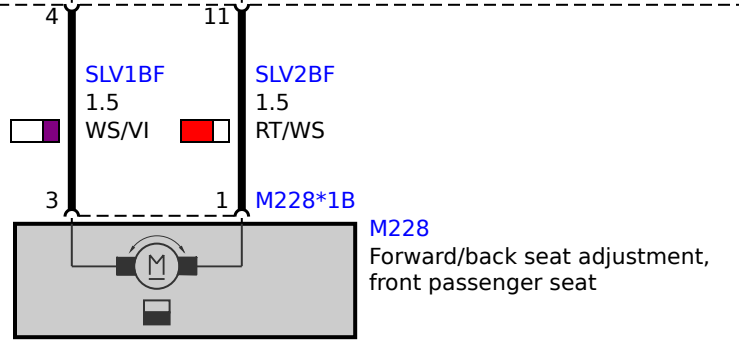 4
11
SLV1BF
1.5
WS/VI
SLV2BF
1.5
RT/WS
3
1
M228*1B
M228
Forward/back seat adjustment,
front passenger seat
M